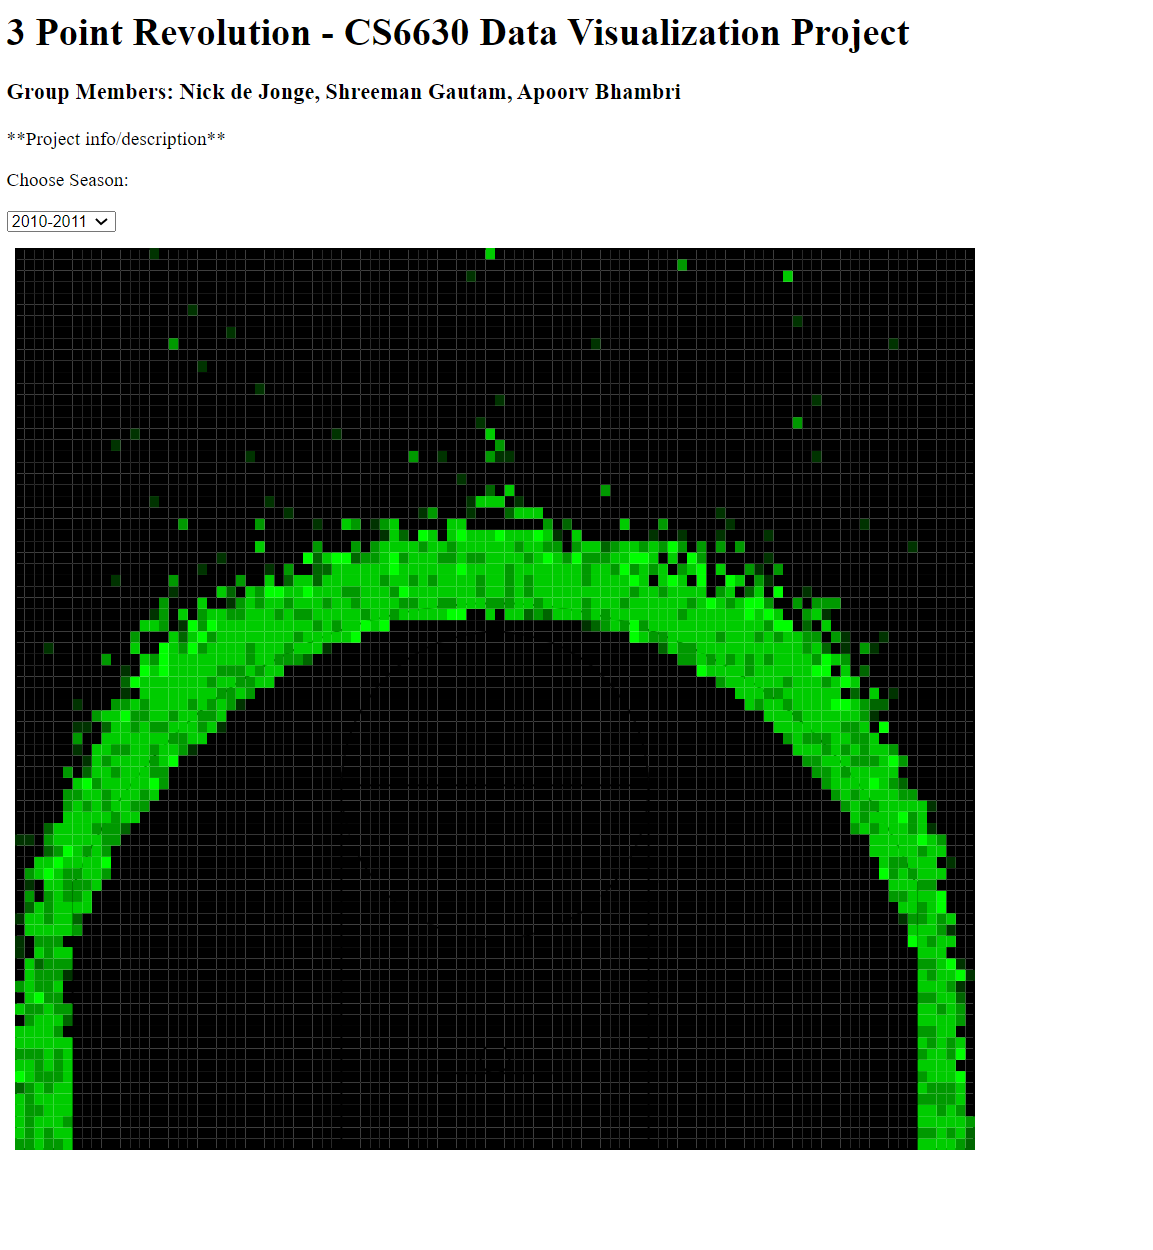 3 Point Revolution - CS6630 Data Visualization Project
Group Members: Nick de Jonge, Shreeman Gautam, Apoorv Bhambri
**Project info/description**
Choose Season:
2010-2011